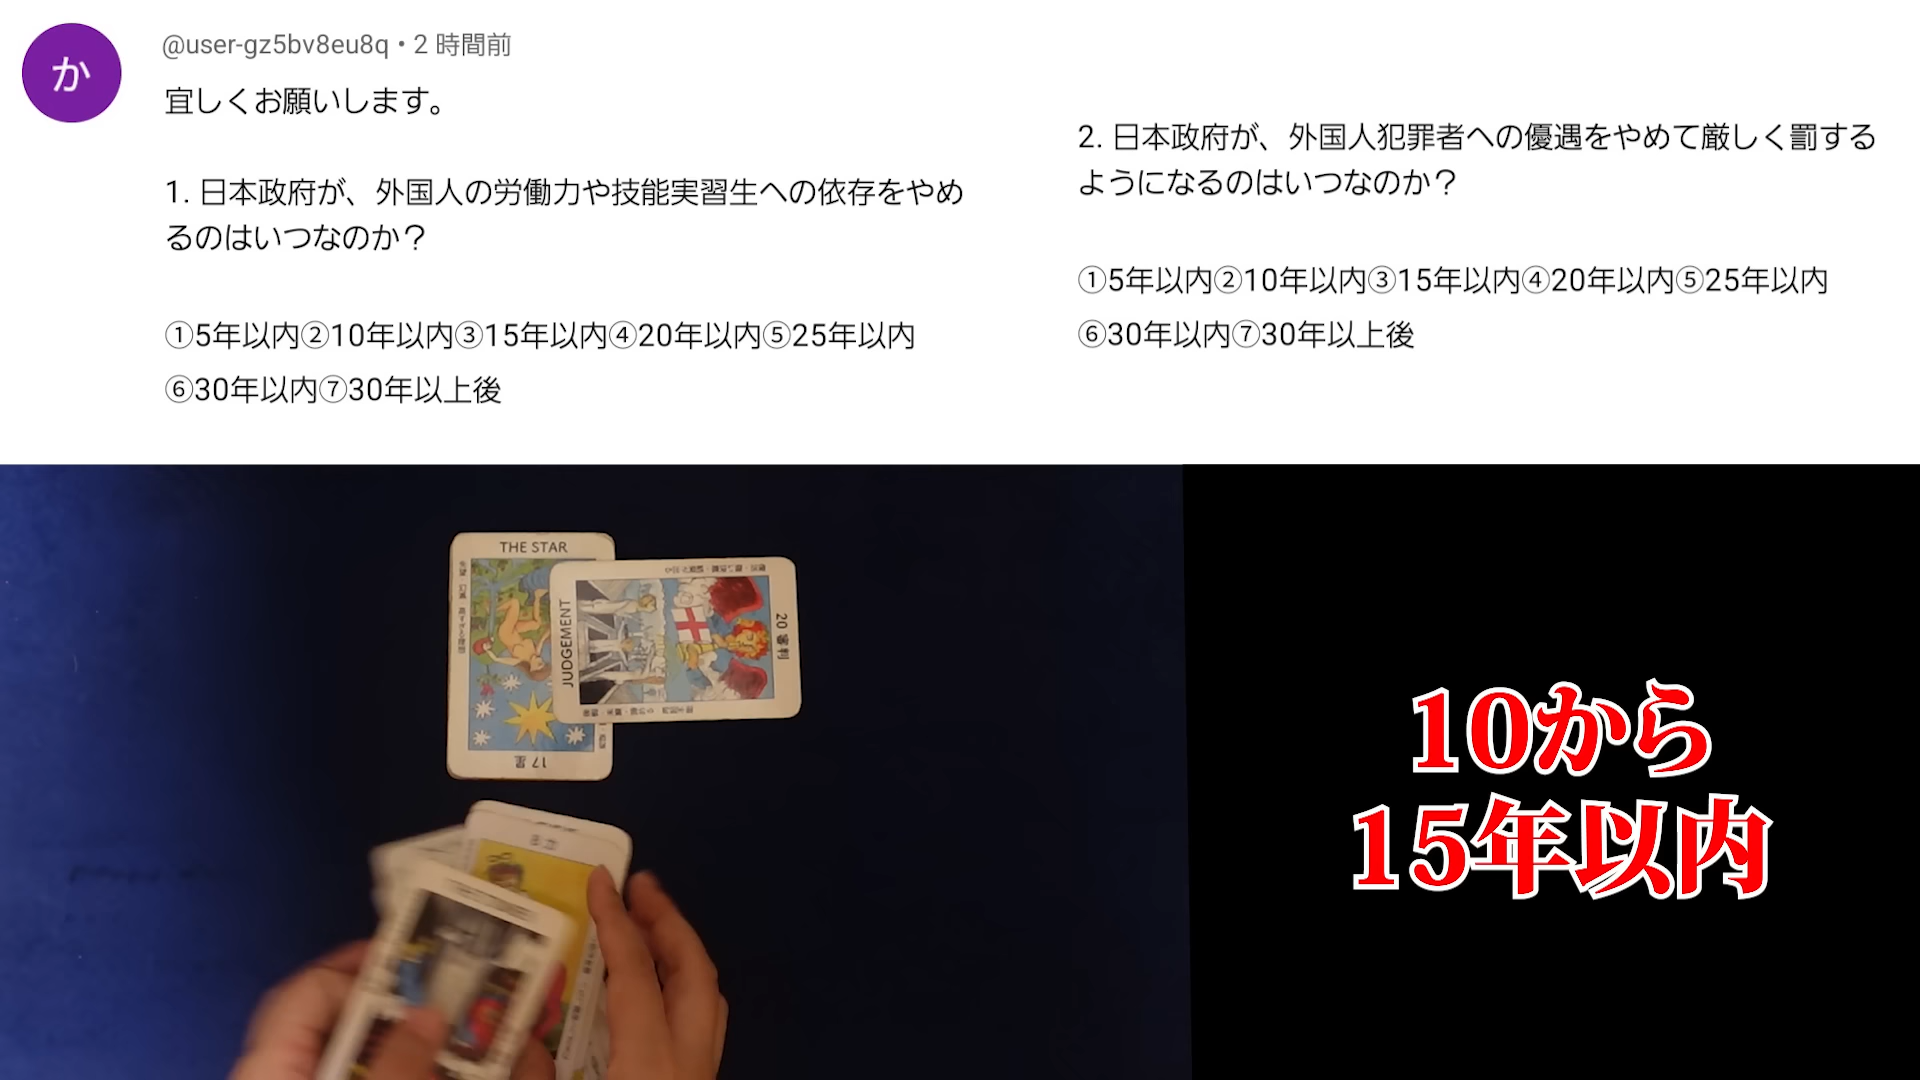 か
@user-gz5bv8eu8q・2 時間前
宜しくお願いします。
1. 日本政府が、外国人の労働力や技能実習生への依存をやめ
るのはいつなのか？
①5年以内②10年以内③15年以内④20年以内⑤25年以内
⑥30年以内⑦30年以上後
2. 日本政府が、外国人犯罪者への優遇をやめて厳しく罰する
ようになるのはいつなのか？
①5年以内②10年以内③15年以内④20年以内⑤25年以内
⑥30年以内⑦30年以上後
THE STAR
17 星
JUDGEMENT
20 審判
10から
15年以内